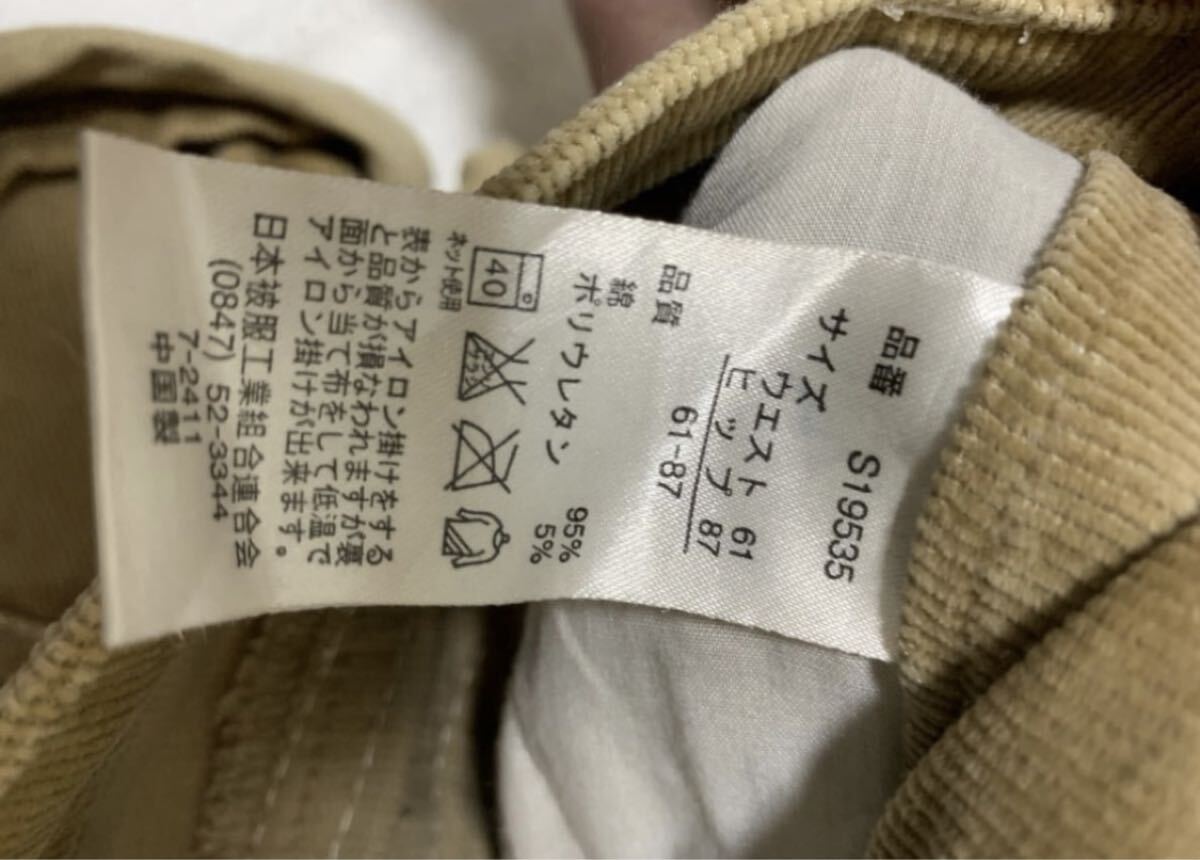 品番 S19535
サイズ
ウエスト 61
ヒップ 87
61-87
品質
綿 95%
ポリウレタン 5%
40
ネット使用
表からアイロン掛けをする
と品質が損なわれますが裏
面から当て布をして低温で
アイロン掛けが出来ます。
日本被服工業組合連合会
(0847) 52-3344
7-2411
中国製